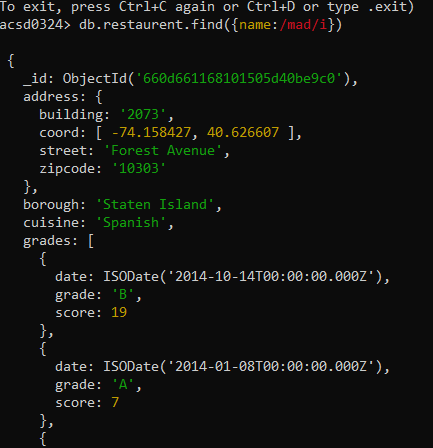 To exit, press Ctrl+C again or Ctrl+D or type .exit)
acsd0324> db.restaurent.find({name:/mad/i})
{
_id: ObjectId('660d661168101505d40be9c0'),
address: {
building: '2073',
coord: [ -74.158427, 40.626607 ],
street: 'Forest Avenue',
zipcode: '10303'
},
borough: 'Staten Island',
cuisine: 'Spanish',
grades: [
{
date: ISODate('2014-10-14T00:00:00.000Z'),
grade: 'B',
score: 19
},
{
date: ISODate('2014-01-08T00:00:00.000Z'),
grade: 'A',
score: 7
},
{